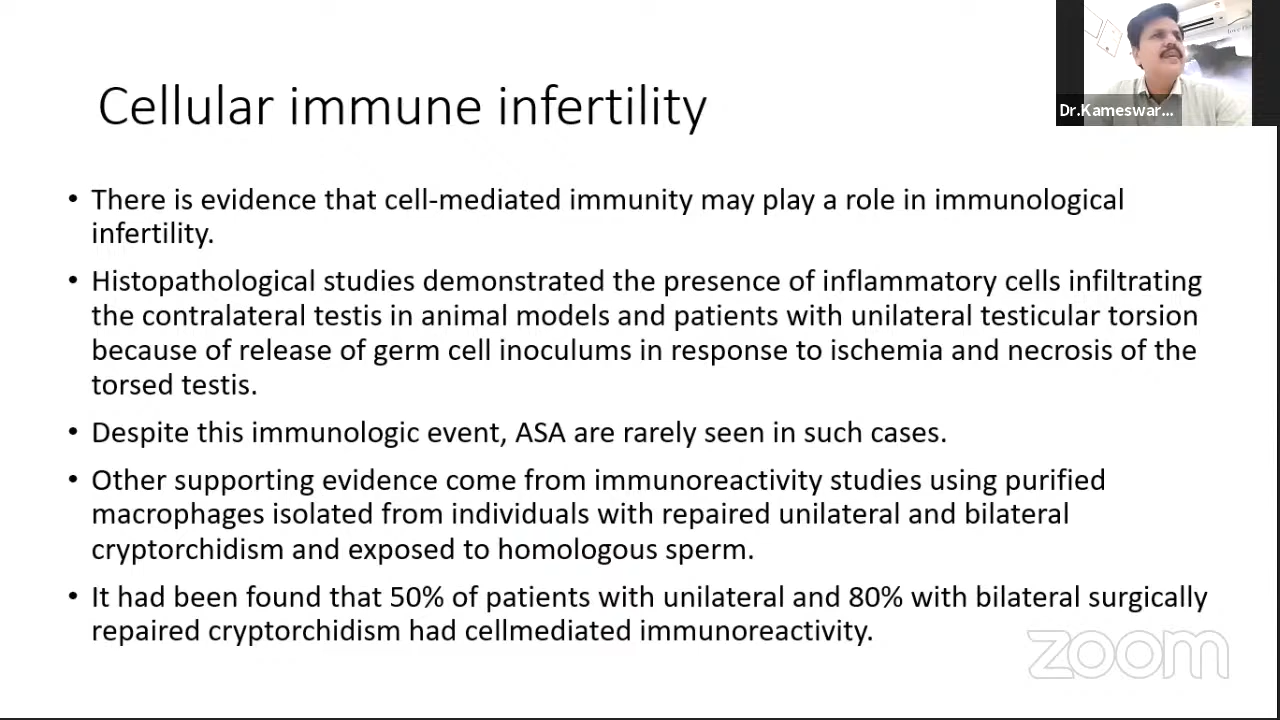 Cellular immune infertility
Dr.Kameswar...
• There is evidence that cell-mediated immunity may play a role in immunological
infertility.
• Histopathological studies demonstrated the presence of inflammatory cells infiltrating
the contralateral testis in animal models and patients with unilateral testicular torsion
because of release of germ cell inoculums in response to ischemia and necrosis of the
torsed testis.
• Despite this immunologic event, ASA are rarely seen in such cases.
• Other supporting evidence come from immunoreactivity studies using purified
macrophages isolated from individuals with repaired unilateral and bilateral
cryptorchidism and exposed to homologous sperm.
• It had been found that 50% of patients with unilateral and 80% with bilateral surgically
repaired cryptorchidism had cellmediated immunoreactivity.
zoom